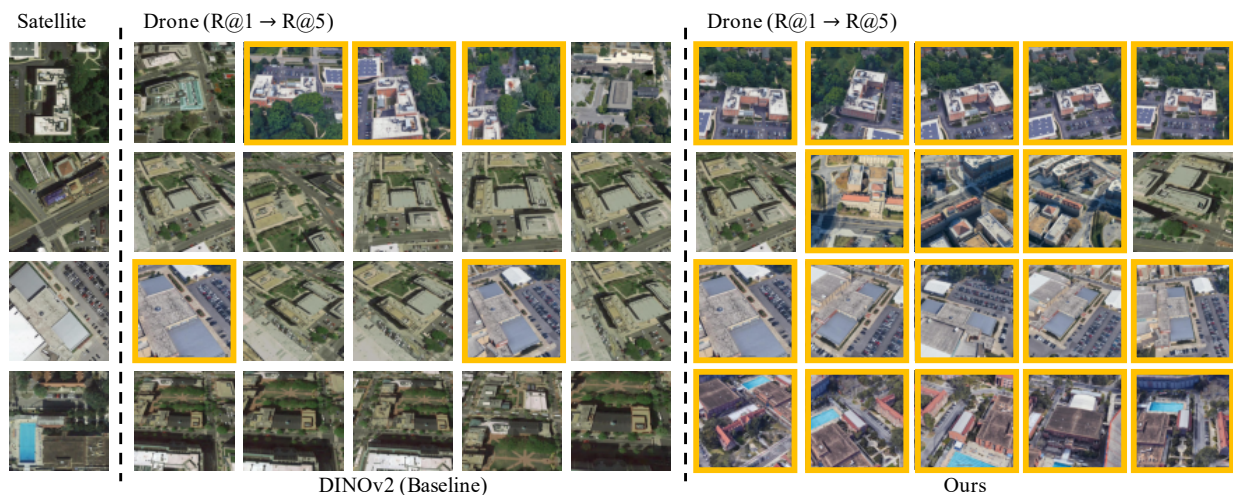 Satellite
Drone (R@1 → R@5)
Drone (R@1 → R@5)
DINOv2 (Baseline)
Ours